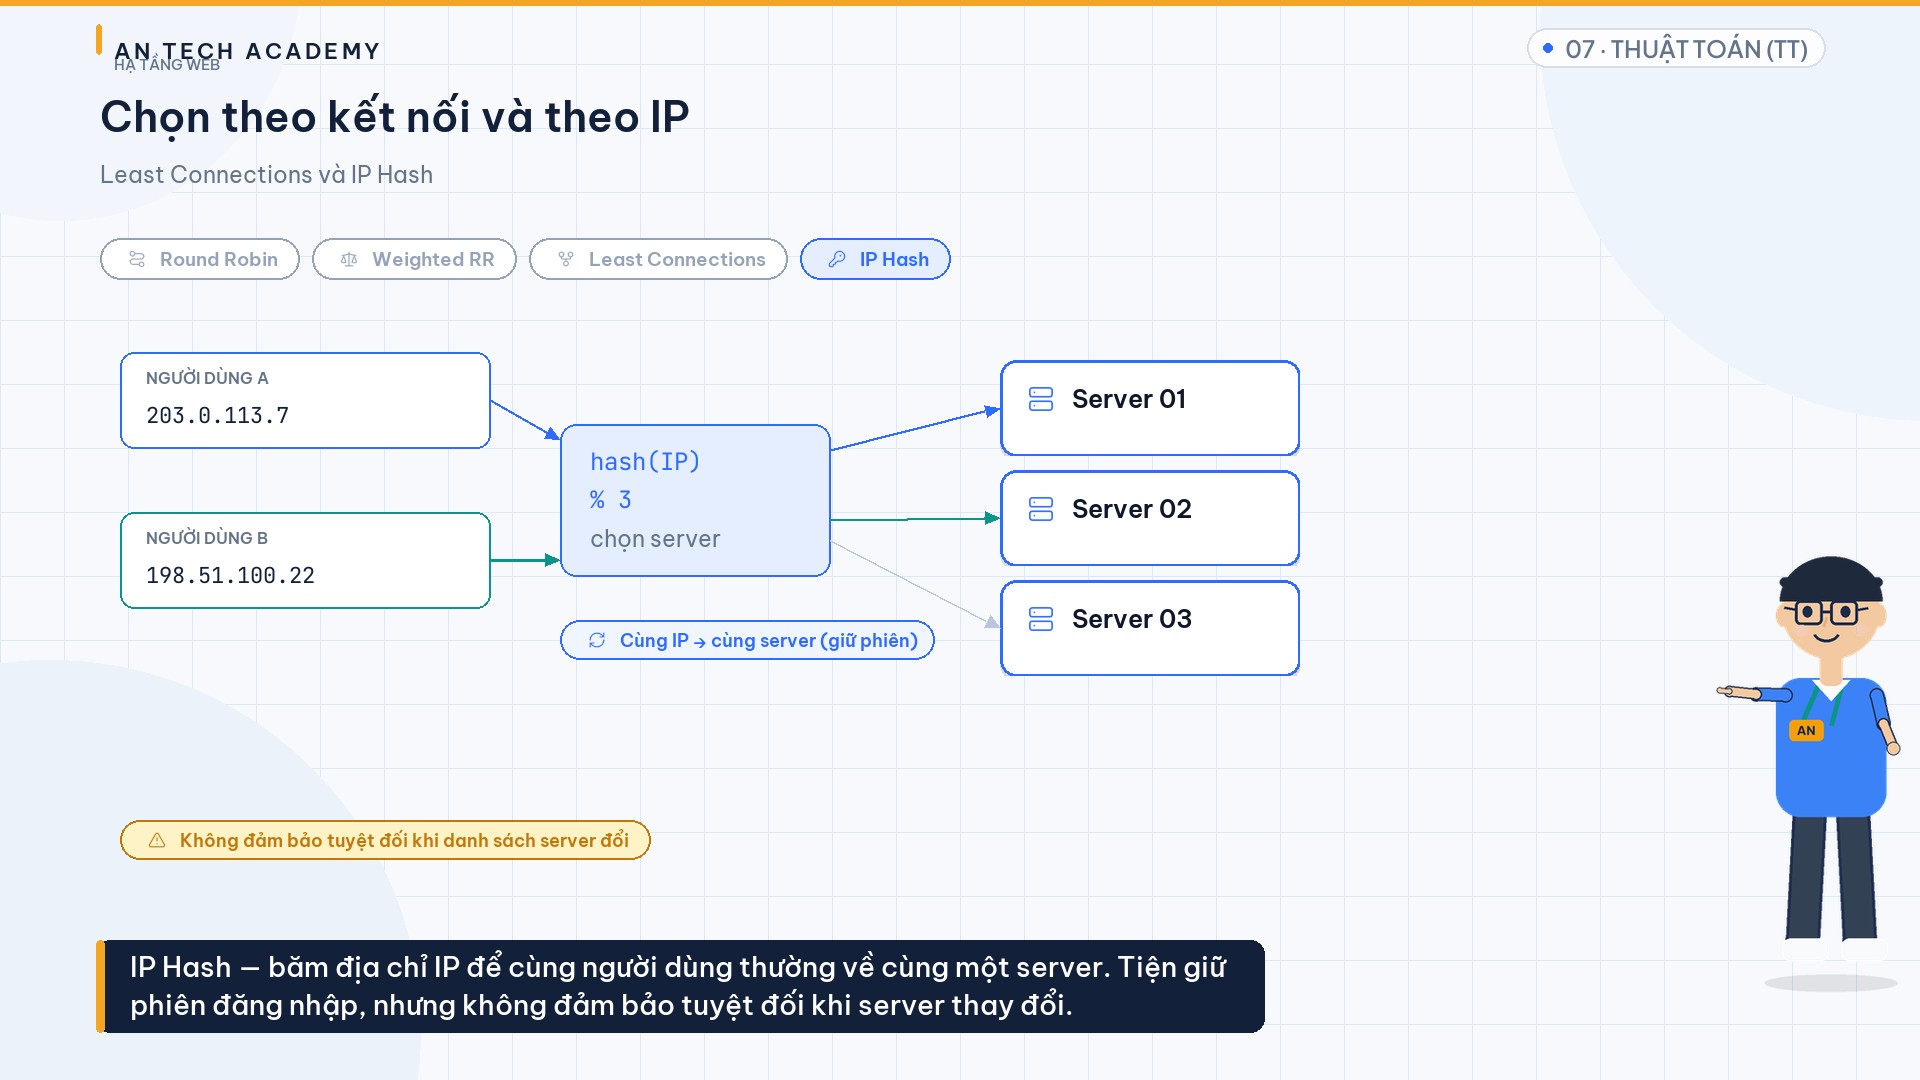 AN TECH ACADEMY
HẠ TẦNG WEB
07 · THUẬT TOÁN (TT)
Chọn theo kết nối và theo IP
Least Connections và IP Hash
Round Robin
Weighted RR
Least Connections
IP Hash
NGƯỜI DÙNG A
203.0.113.7
NGƯỜI DÙNG B
198.51.100.22
hash(IP)
% 3
chọn server
Cùng IP → cùng server (giữ phiên)
Server 01
Server 02
Server 03
AN
Không đảm bảo tuyệt đối khi danh sách server đổi
IP Hash — băm địa chỉ IP để cùng người dùng thường về cùng một server. Tiện giữ
phiên đăng nhập, nhưng không đảm bảo tuyệt đối khi server thay đổi.